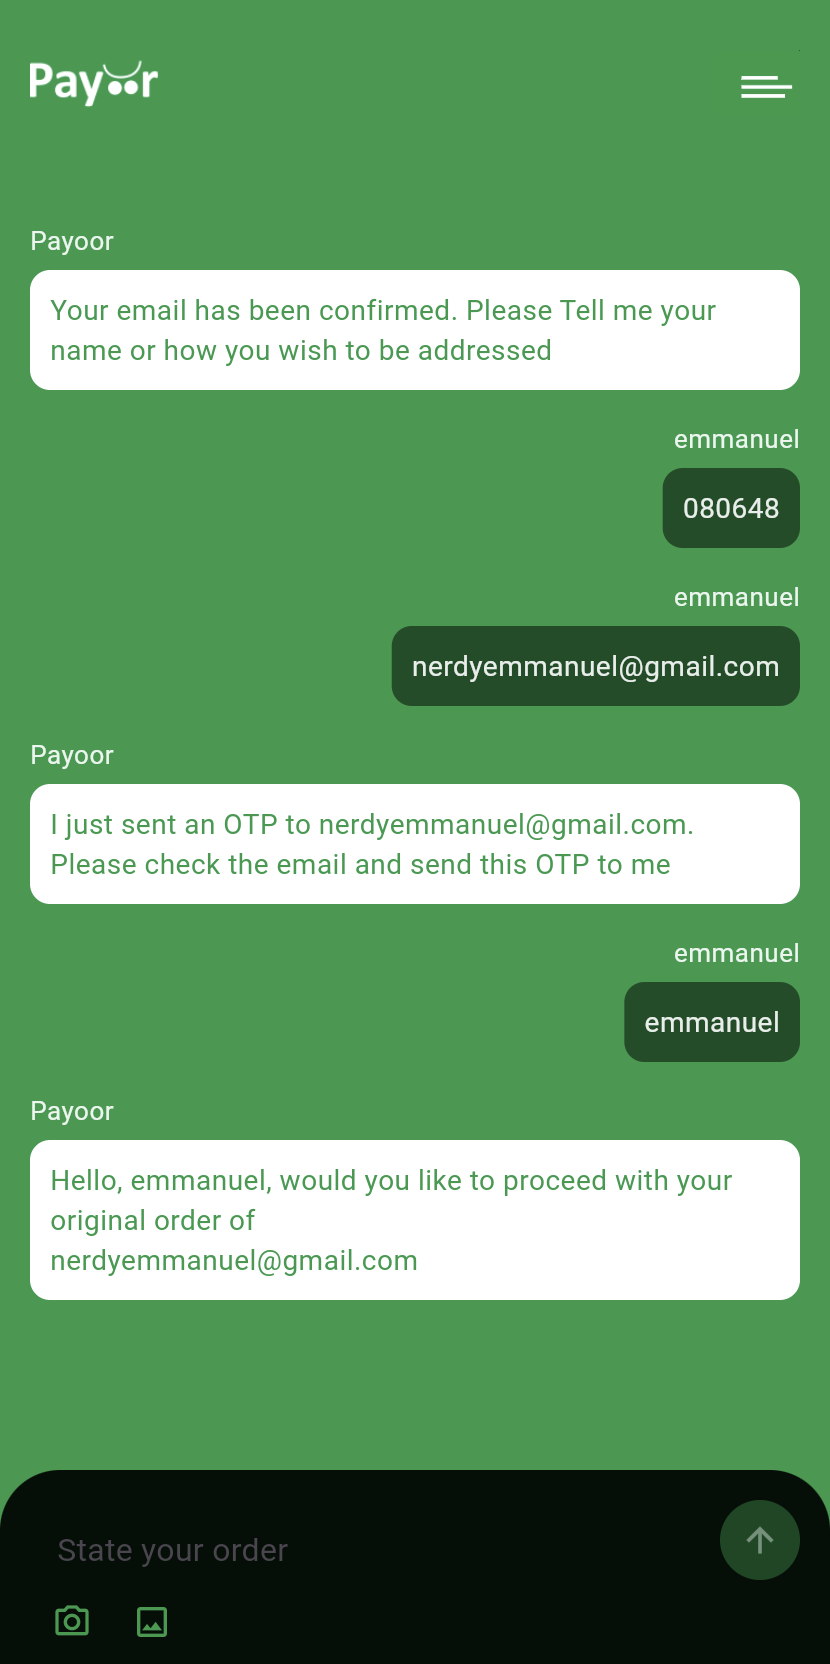 Payoor
Payoor
Your email has been confirmed. Please Tell me your
name or how you wish to be addressed
emmanuel
080648
emmanuel
nerdyemmanuel@gmail.com
Payoor
I just sent an OTP to nerdyemmanuel@gmail.com.
Please check the email and send this OTP to me
emmanuel
emmanuel
Payoor
Hello, emmanuel, would you like to proceed with your
original order of
nerdyemmanuel@gmail.com
State your order